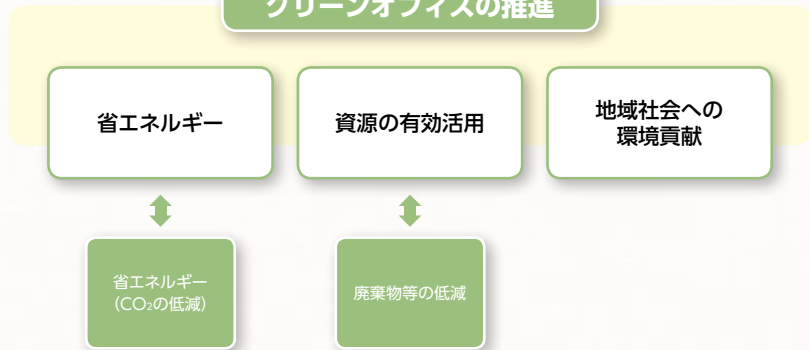 グリーンオフィスの推進
省エネルギー
資源の有効活用
地域社会への
環境貢献
省エネルギー
(CO₂の低減)
廃棄物等の低減